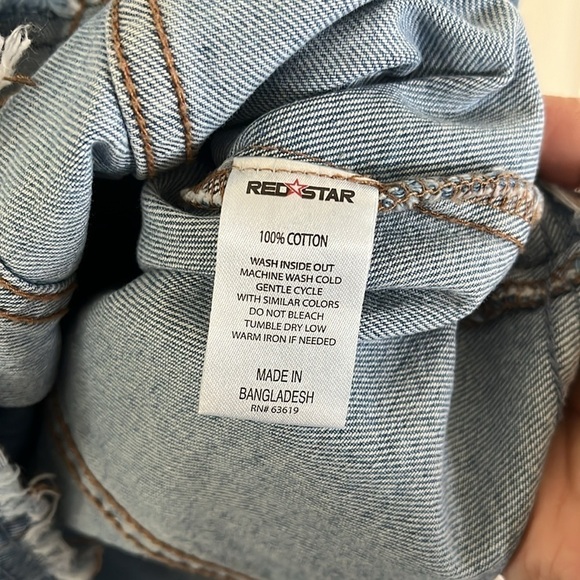 RED STAR
100% COTTON
WASH INSIDE OUT
MACHINE WASH COLD
GENTLE CYCLE
WITH SIMILAR COLORS
DO NOT BLEACH
TUMBLE DRY LOW
WARM IRON IF NEEDED
MADE IN
BANGLADESH
RN# 63619